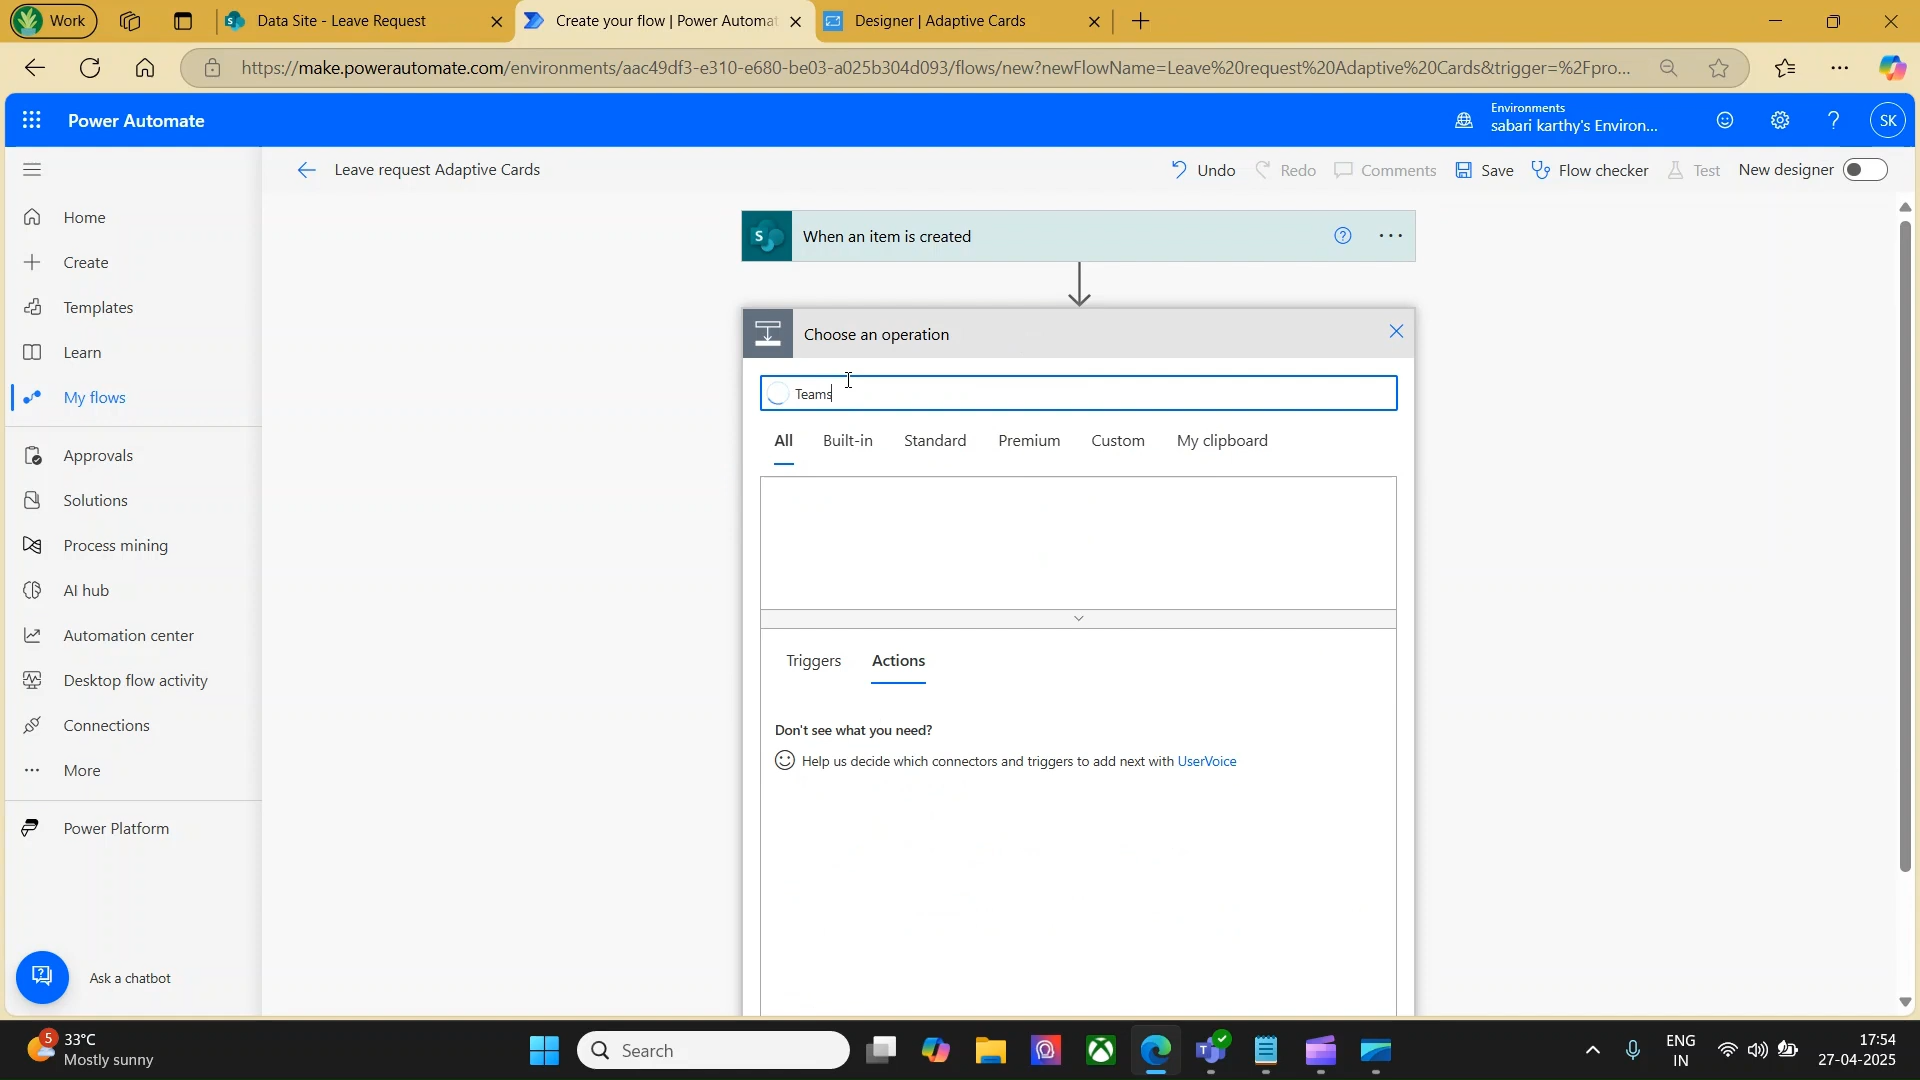 Work
Data Site - Leave Request
Create your flow | Power Automat
Designer | Adaptive Cards
https://make.powerautomate.com/environments/aac49df3-e310-e680-be03-a025b304d093/flows/new?newFlowName=Leave%20request%20Adaptive%20Cards&trigger=%2Fpro...
Power Automate
Environments
sabari karthy's Environ...
SK
Leave request Adaptive Cards
Undo
Redo
Comments
Save
Flow checker
Test
New designer
Home
Create
Templates
Learn
My flows
Approvals
Solutions
Process mining
AI hub
Automation center
Desktop flow activity
Connections
More
Power Platform
Ask a chatbot
S
When an item is created
Choose an operation
Teams
All
Built-in
Standard
Premium
Custom
My clipboard
Triggers
Actions
Don't see what you need?
Help us decide which connectors and triggers to add next with UserVoice
5
33°C
Mostly sunny
Search
ENG
IN
17:54
27-04-2025